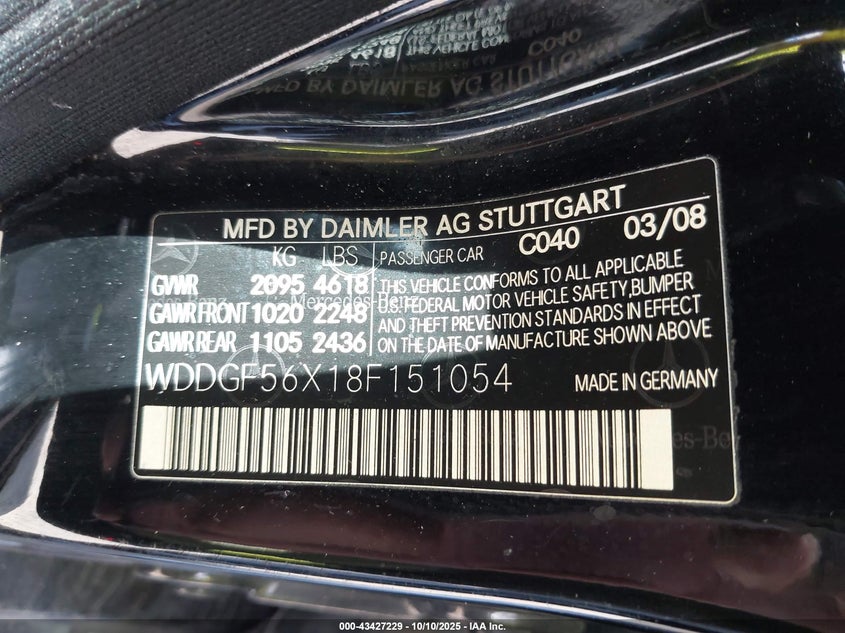 MFD BY DAIMLER AG STUTTGART
C040 03/08
KG LBS PASSENGER CAR
GVWR 2095 4618
GAWR FRONT 1020 2248
GAWR REAR 1105 2436
THIS VEHICLE CONFORMS TO ALL APPLICABLE
U.S. FEDERAL MOTOR VEHICLE SAFETY, BUMPER
AND THEFT PREVENTION STANDARDS IN EFFECT
ON THE DATE OF MANUFACTURE SHOWN ABOVE
Mercedes-Benz
WDDGF56X18F151054 MADE IN GERMANY
000-43427229 - 10/10/2025 - IAA Inc.